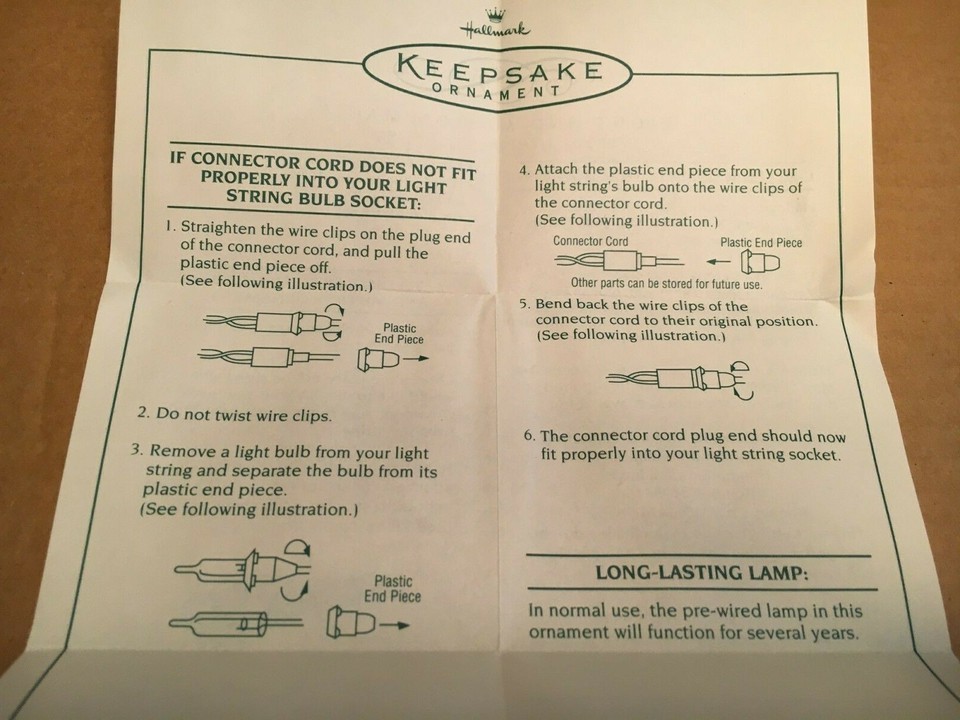 Hallmark
KEEPSAKE
ORNAMENT
IF CONNECTOR CORD DOES NOT FIT
PROPERLY INTO YOUR LIGHT
STRING BULB SOCKET:
1. Straighten the wire clips on the plug end
of the connector cord, and pull the
plastic end piece off.
(See following illustration.)
Plastic
End Piece
2. Do not twist wire clips.
3. Remove a light bulb from your light
string and separate the bulb from its
plastic end piece.
(See following illustration.)
Plastic
End Piece
4. Attach the plastic end piece from your
light string's bulb onto the wire clips of
the connector cord.
(See following illustration.)
Connector Cord
Plastic End Piece
Other parts can be stored for future use.
5. Bend back the wire clips of the
connector cord to their original position.
(See following illustration.)
6. The connector cord plug end should now
fit properly into your light string socket.
LONG-LASTING LAMP:
In normal use, the pre-wired lamp in this
ornament will function for several years.